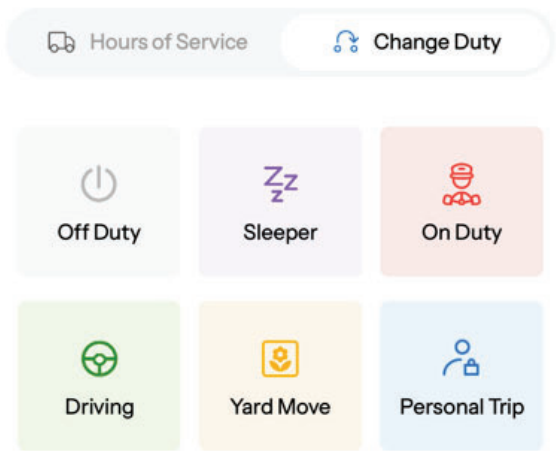 Hours of Service
Change Duty
Off Duty
Sleeper
On Duty
Driving
Yard Move
Personal Trip